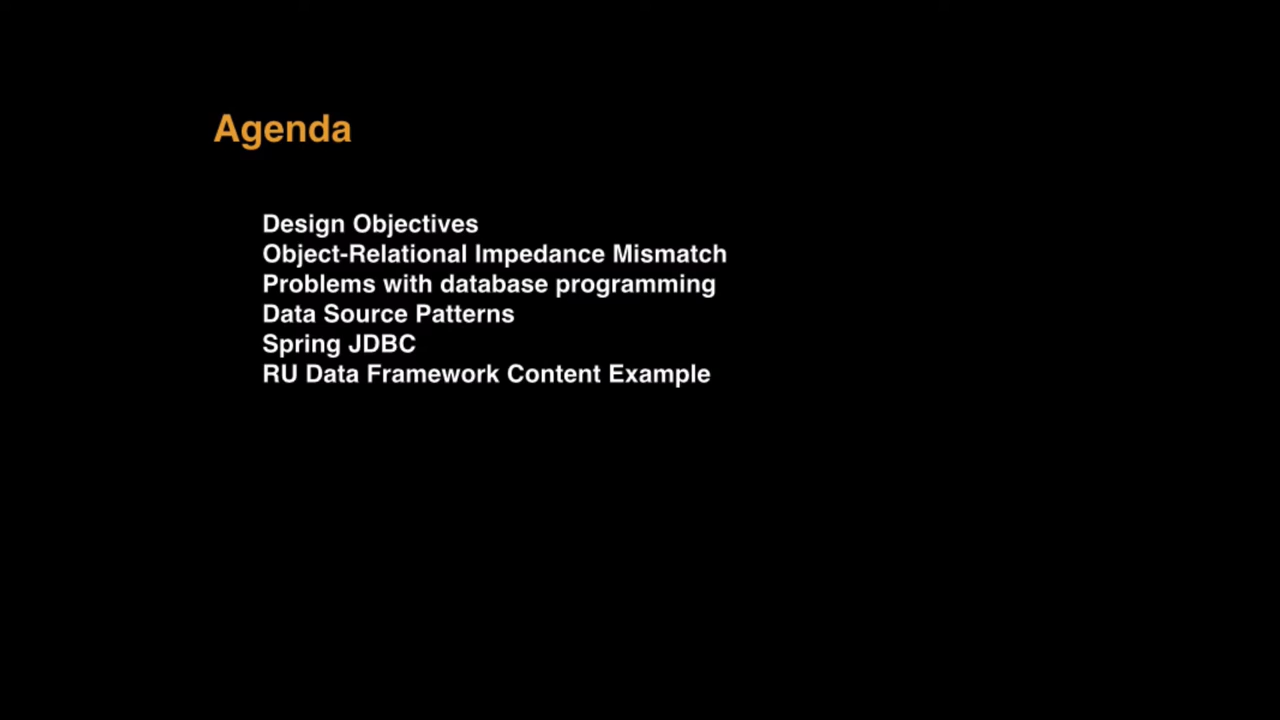 Agenda
Design Objectives
Object-Relational Impedance Mismatch
Problems with database programming
Data Source Patterns
Spring JDBC
RU Data Framework Content Example